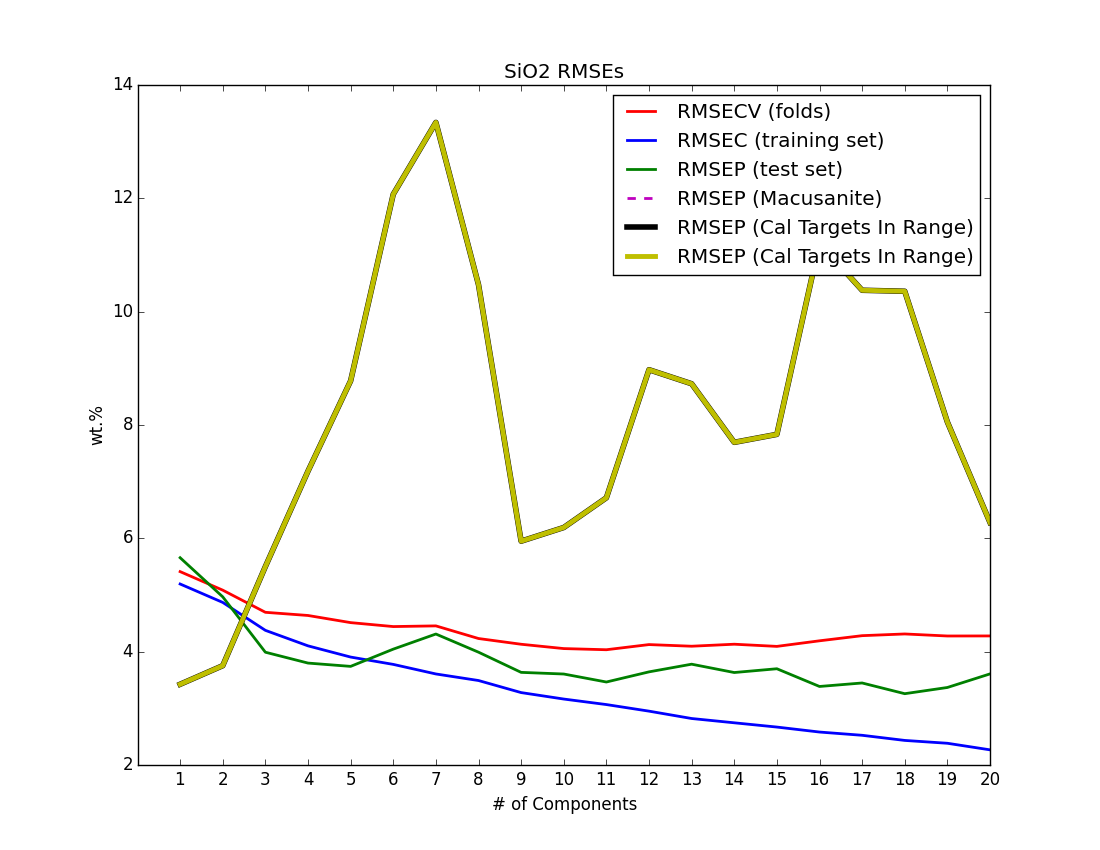 SiO2 RMSEs
14
12
10
8
6
4
2
wt.%
RMSECV (folds)
RMSEC (training set)
RMSEP (test set)
RMSEP (Macusanite)
RMSEP (Cal Targets In Range)
RMSEP (Cal Targets In Range)
1 2 3 4 5 6 7 8 9 10 11 12 13 14 15 16 17 18 19 20
# of Components